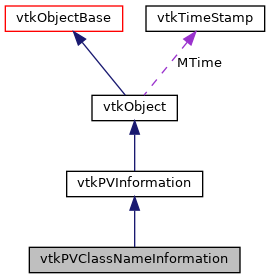 vtkObjectBase
vtkTimeStamp
MTime
vtkObject
vtkPVInformation
vtkPVClassNameInformation